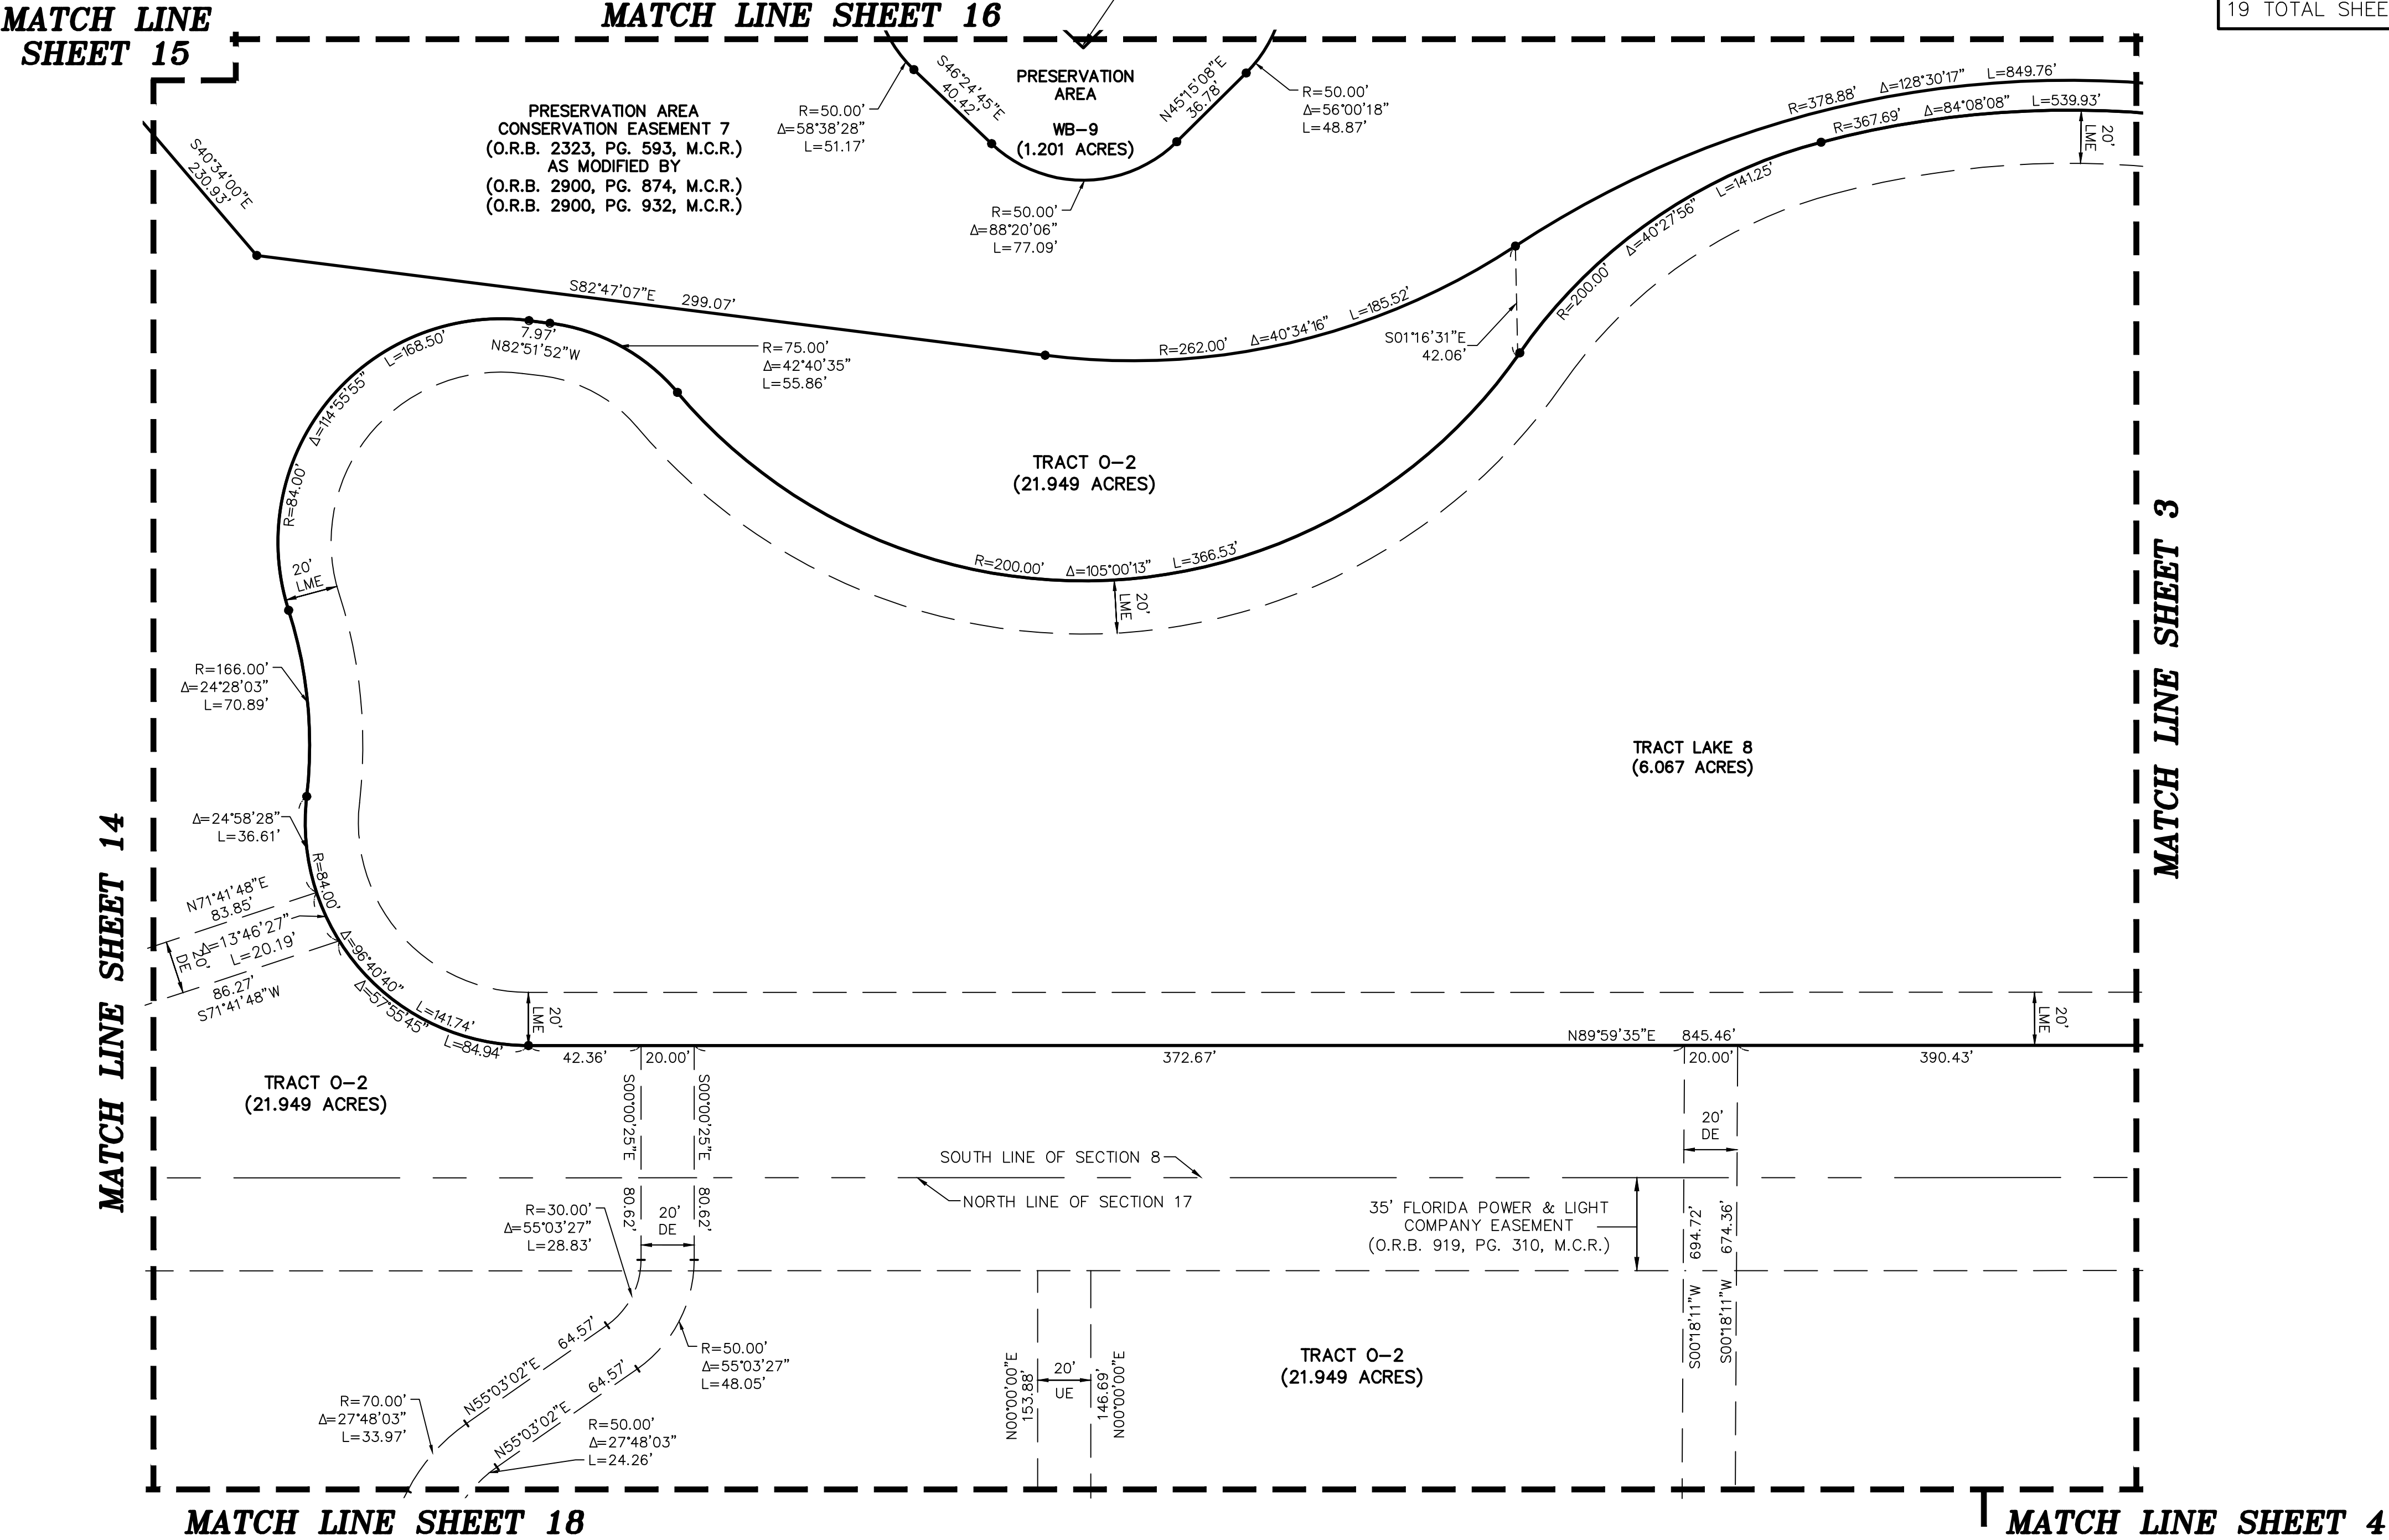 MATCH LINE
SHEET 15
MATCH LINE SHEET 16
19 TOTAL SHEE
PRESERVATION AREA
CONSERVATION EASEMENT 7
(O.R.B. 2323, PG. 593, M.C.R.)
AS MODIFIED BY
(O.R.B. 2900, PG. 874, M.C.R.)
(O.R.B. 2900, PG. 932, M.C.R.)
R=50.00'
Δ=58°38'28"
L=51.17'
S46°24'45"E
40.42'
PRESERVATION
AREA
WB-9
(1.201 ACRES)
N45°15'08"E
36.78'
R=50.00'
Δ=56°00'18"
L=48.87'
R=50.00'
Δ=88°20'06"
L=77.09'
R=378.88' Δ=128°30'17" L=849.76'
R=367.69' Δ=84°08'08" L=539.93'
20'
LME
S40°34'00"E
230.93'
S82°47'07"E 299.07'
R=262.00' Δ=40°34'16" L=185.52'
S01°16'31"E
42.06'
R=200.00' Δ=40°27'56" L=141.25'
7.97'
N82°51'52"W
R=75.00'
Δ=42°40'35"
L=55.86'
R=84.00' Δ=114°55'55" L=168.50'
TRACT O-2
(21.949 ACRES)
R=200.00' Δ=105°00'13" L=366.53'
20'
LME
20'
LME
MATCH LINE SHEET 3
R=166.00'
Δ=24°28'03"
L=70.89'
TRACT LAKE 8
(6.067 ACRES)
MATCH LINE SHEET 14
Δ=24°58'28"
L=36.61'
R=84.00' Δ=96°40'40" L=141.74'
N71°41'48"E
83.85'
Δ=13°46'27"
L=20.19'
20'
DE
86.27'
S71°41'48"W
Δ=57°55'45"
L=84.94'
20'
LME
20'
LME
N89°59'35"E 845.46'
42.36' 20.00' 372.67' 20.00' 390.43'
TRACT O-2
(21.949 ACRES)
S00°00'25"E 80.62'
S00°00'25"E 80.62'
20'
DE
20'
DE
SOUTH LINE OF SECTION 8
NORTH LINE OF SECTION 17
35' FLORIDA POWER & LIGHT
COMPANY EASEMENT
(O.R.B. 919, PG. 310, M.C.R.)
S00°18'11"W 694.72'
S00°18'11"W 674.36'
R=30.00'
Δ=55°03'27"
L=28.83'
R=50.00'
Δ=55°03'27"
L=48.05'
N55°03'02"E 64.57'
N55°03'02"E 64.57'
R=70.00'
Δ=27°48'03"
L=33.97'
R=50.00'
Δ=27°48'03"
L=24.26'
N00°00'00"E
153.88'
20'
UE
146.69'
N00°00'00"E
TRACT O-2
(21.949 ACRES)
MATCH LINE SHEET 18
MATCH LINE SHEET 4